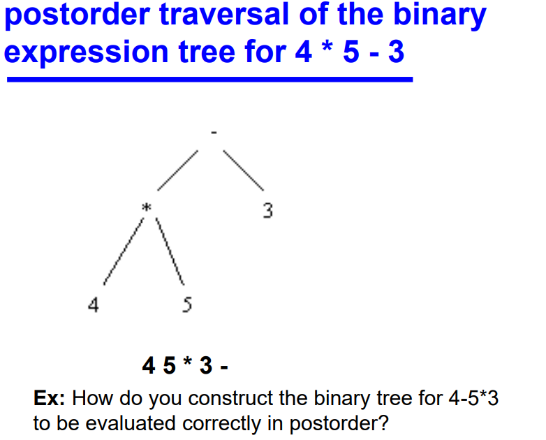 postorder traversal of the binary
expression tree for 4 * 5 - 3
-
* 3
4 5
4 5 * 3 -
Ex: How do you construct the binary tree for 4-5*3
to be evaluated correctly in postorder?